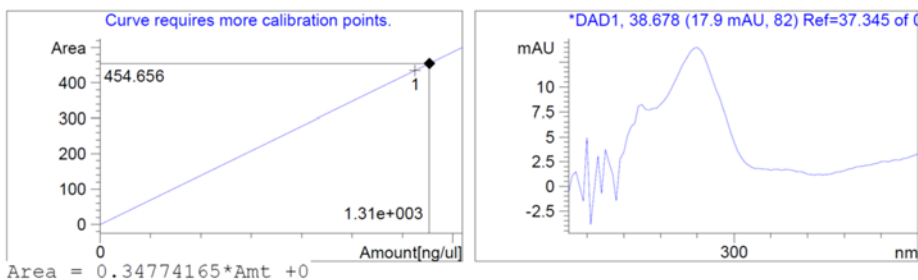 Curve requires more calibration points.
Area
454.656
400
1
300
200
100
1.31e+003
0
0
Amount[ng/ul]
Area = 0.34774165*Amt +0
*DAD1, 38.678 (17.9 mAU, 82) Ref=37.345 of
mAU
10
7.5
5
2.5
0
-2.5
300
nm